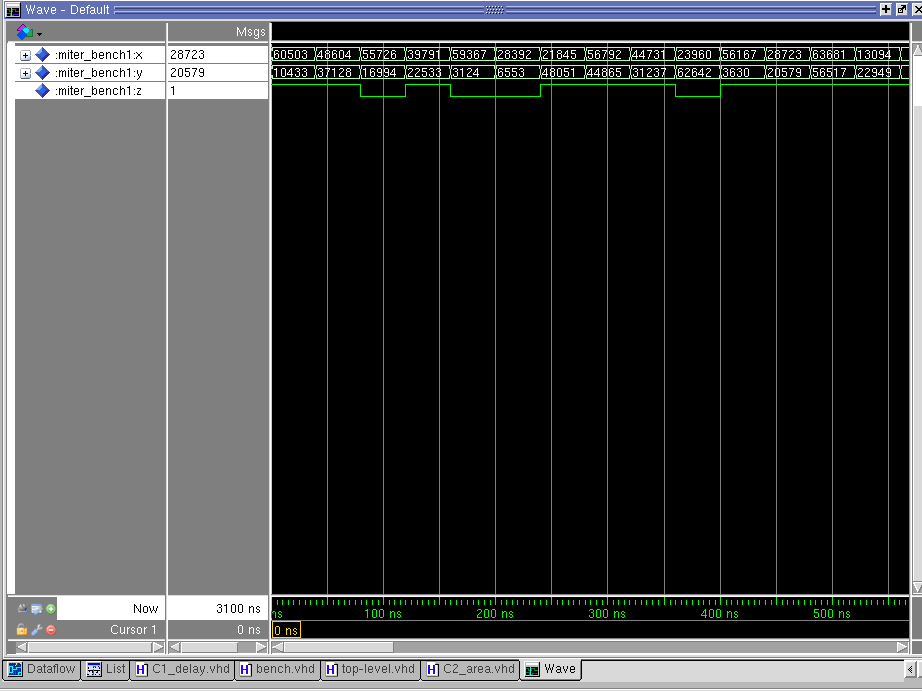 Wave - Default
Msgs
:miter_bench1:x 28723 60503 48604 55726 39791 59367 28392 21845 56792 44731 23960 56167 28723 63681 13094
:miter_bench1:y 20579 10433 37126 16994 22533 3124 6553 48051 44865 31237 62642 3630 20579 56517 22949
:miter_bench1:z 1
Now 3100 ns ns 100 ns 200 ns 300 ns 400 ns 500 ns
Cursor 1 0 ns 0 ns
Dataflow List C1_delay.vhd bench.vhd top-level.vhd C2_area.vhd Wave